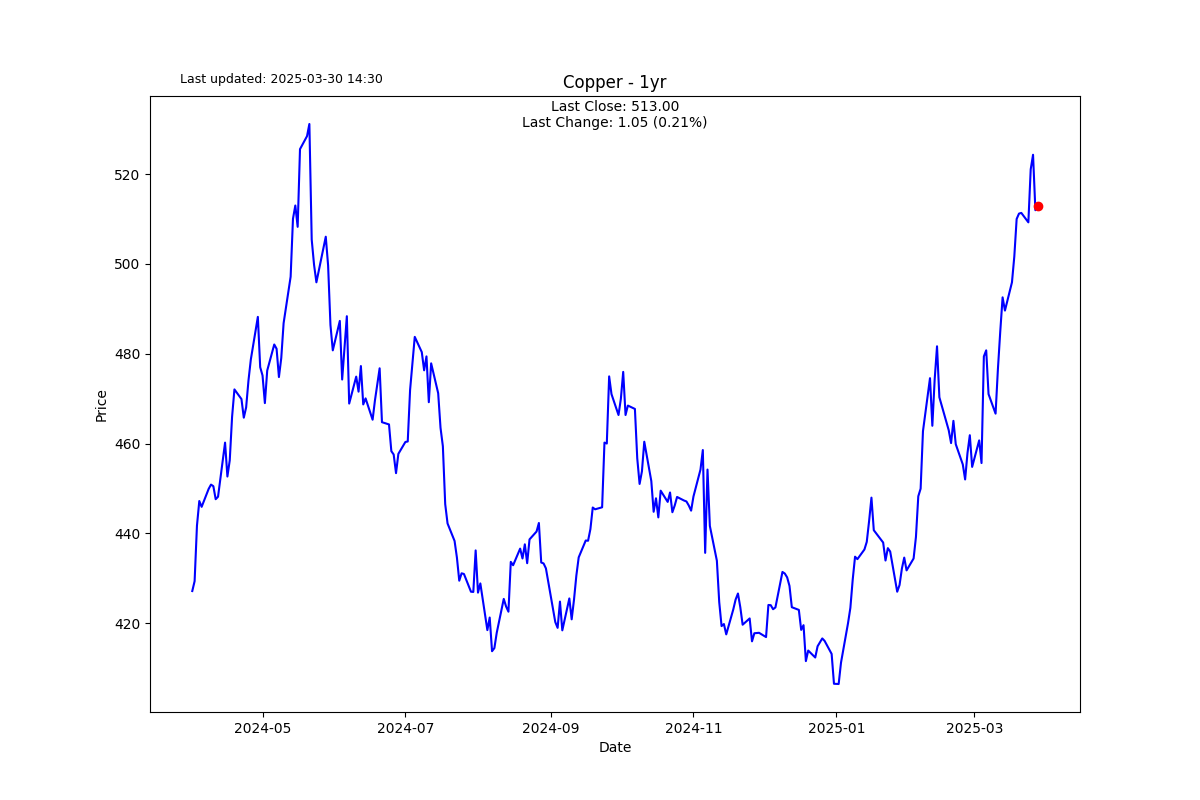 Last updated: 2025-03-30 14:30
Copper - 1yr
Last Close: 513.00
Last Change: 1.05 (0.21%)
520
500
480
460
440
420
Price
2024-05
2024-07
2024-09
2024-11
2025-01
2025-03
Date